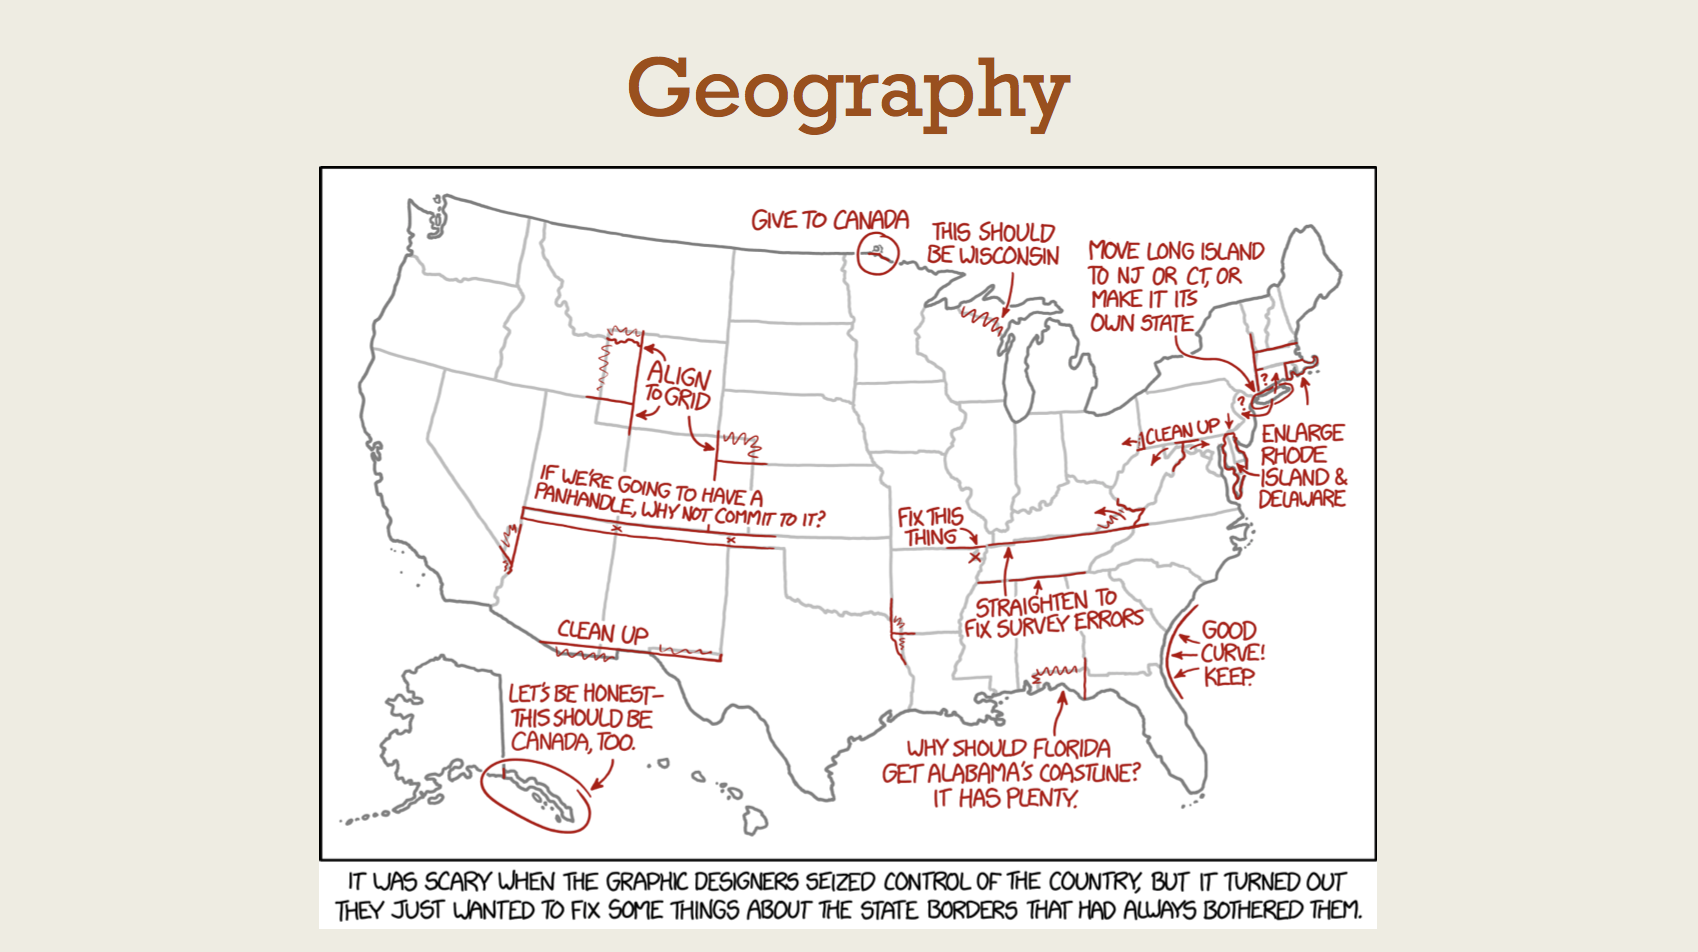 Geography
GIVE TO CANADA
THIS SHOULD
BE WISCONSIN
MOVE LONG ISLAND
TO NJ OR CT, OR
MAKE IT ITS
OWN STATE
ALIGN
TO GRID
?
?
CLEAN UP
ENLARGE
RHODE
ISLAND &
DELAWARE
IF WE'RE GOING TO HAVE A
PANHANDLE, WHY NOT COMMIT TO IT?
FIX THIS
THING
STRAIGHTEN TO
FIX SURVEY ERRORS
CLEAN UP
GOOD
CURVE!
KEEP.
LET'S BE HONEST—
THIS SHOULD BE
CANADA, TOO.
WHY SHOULD FLORIDA
GET ALABAMA'S COASTLINE?
IT HAS PLENTY.
IT WAS SCARY WHEN THE GRAPHIC DESIGNERS SEIZED CONTROL OF THE COUNTRY, BUT IT TURNED OUT
THEY JUST WANTED TO FIX SOME THINGS ABOUT THE STATE BORDERS THAT HAD ALWAYS BOTHERED THEM.